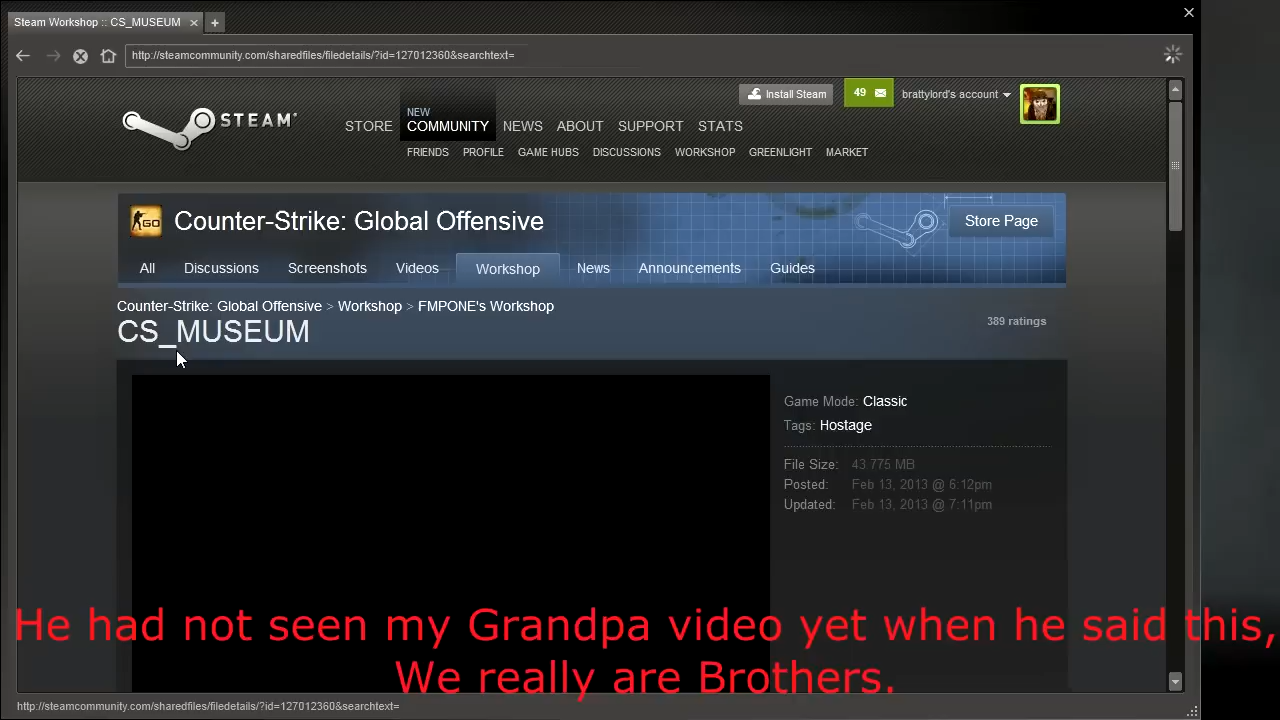 Steam Workshop :: CS_MUSEUM
http://steamcommunity.com/sharedfiles/filedetails/?id=127012360&searchtext=
Install Steam
49
brattylord's account
STEAM
STORE
NEW
COMMUNITY
NEWS
ABOUT
SUPPORT
STATS
FRIENDS
PROFILE
GAME HUBS
DISCUSSIONS
WORKSHOP
GREENLIGHT
MARKET
GO
Counter-Strike: Global Offensive
Store Page
All
Discussions
Screenshots
Videos
Workshop
News
Announcements
Guides
Counter-Strike: Global Offensive > Workshop > FMPONE's Workshop
CS_MUSEUM
389 ratings
Game Mode: Classic
Tags: Hostage
File Size: 43.775 MB
Posted: Feb 13, 2013 @ 6:12pm
Updated: Feb 13, 2013 @ 7:11pm
He had not seen my Grandpa video yet when he said this,
We really are Brothers.
http://steamcommunity.com/sharedfiles/filedetails/?id=127012360&searchtext=